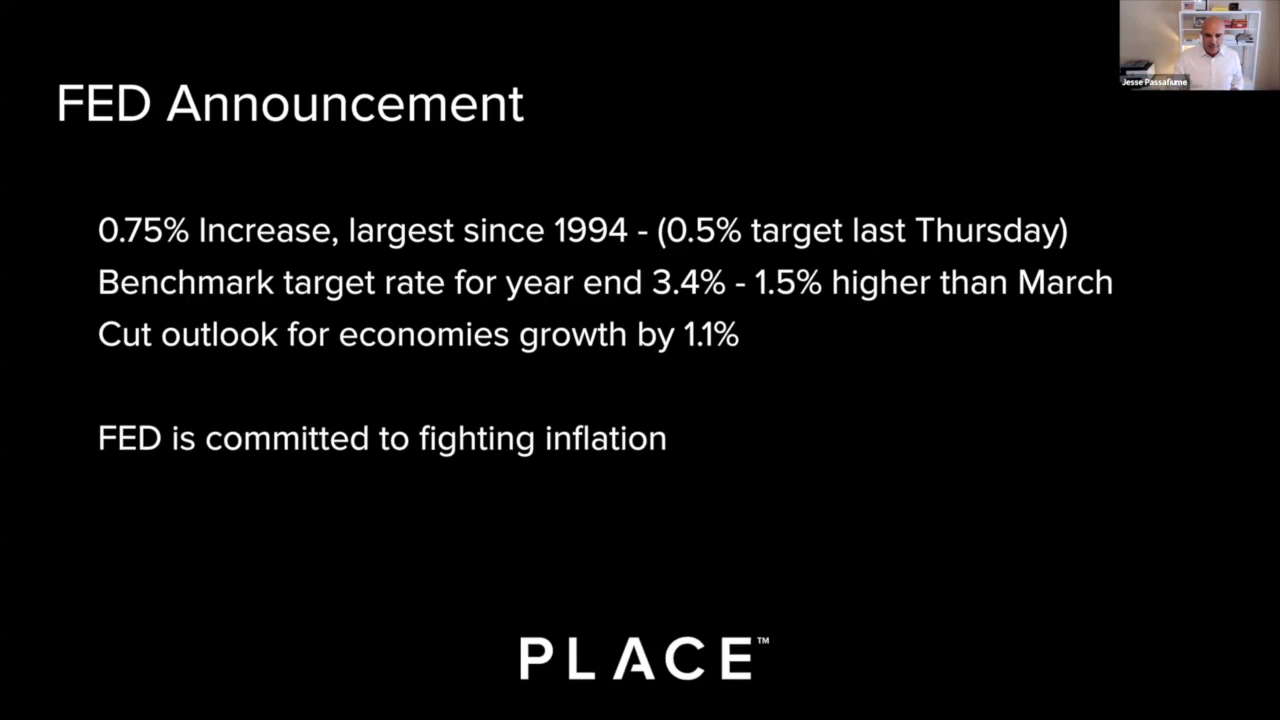 Jesse Passafiume
FED Announcement
0.75% Increase, largest since 1994 - (0.5% target last Thursday)
Benchmark target rate for year end 3.4% - 1.5% higher than March
Cut outlook for economies growth by 1.1%
FED is committed to fighting inflation
PLACE™